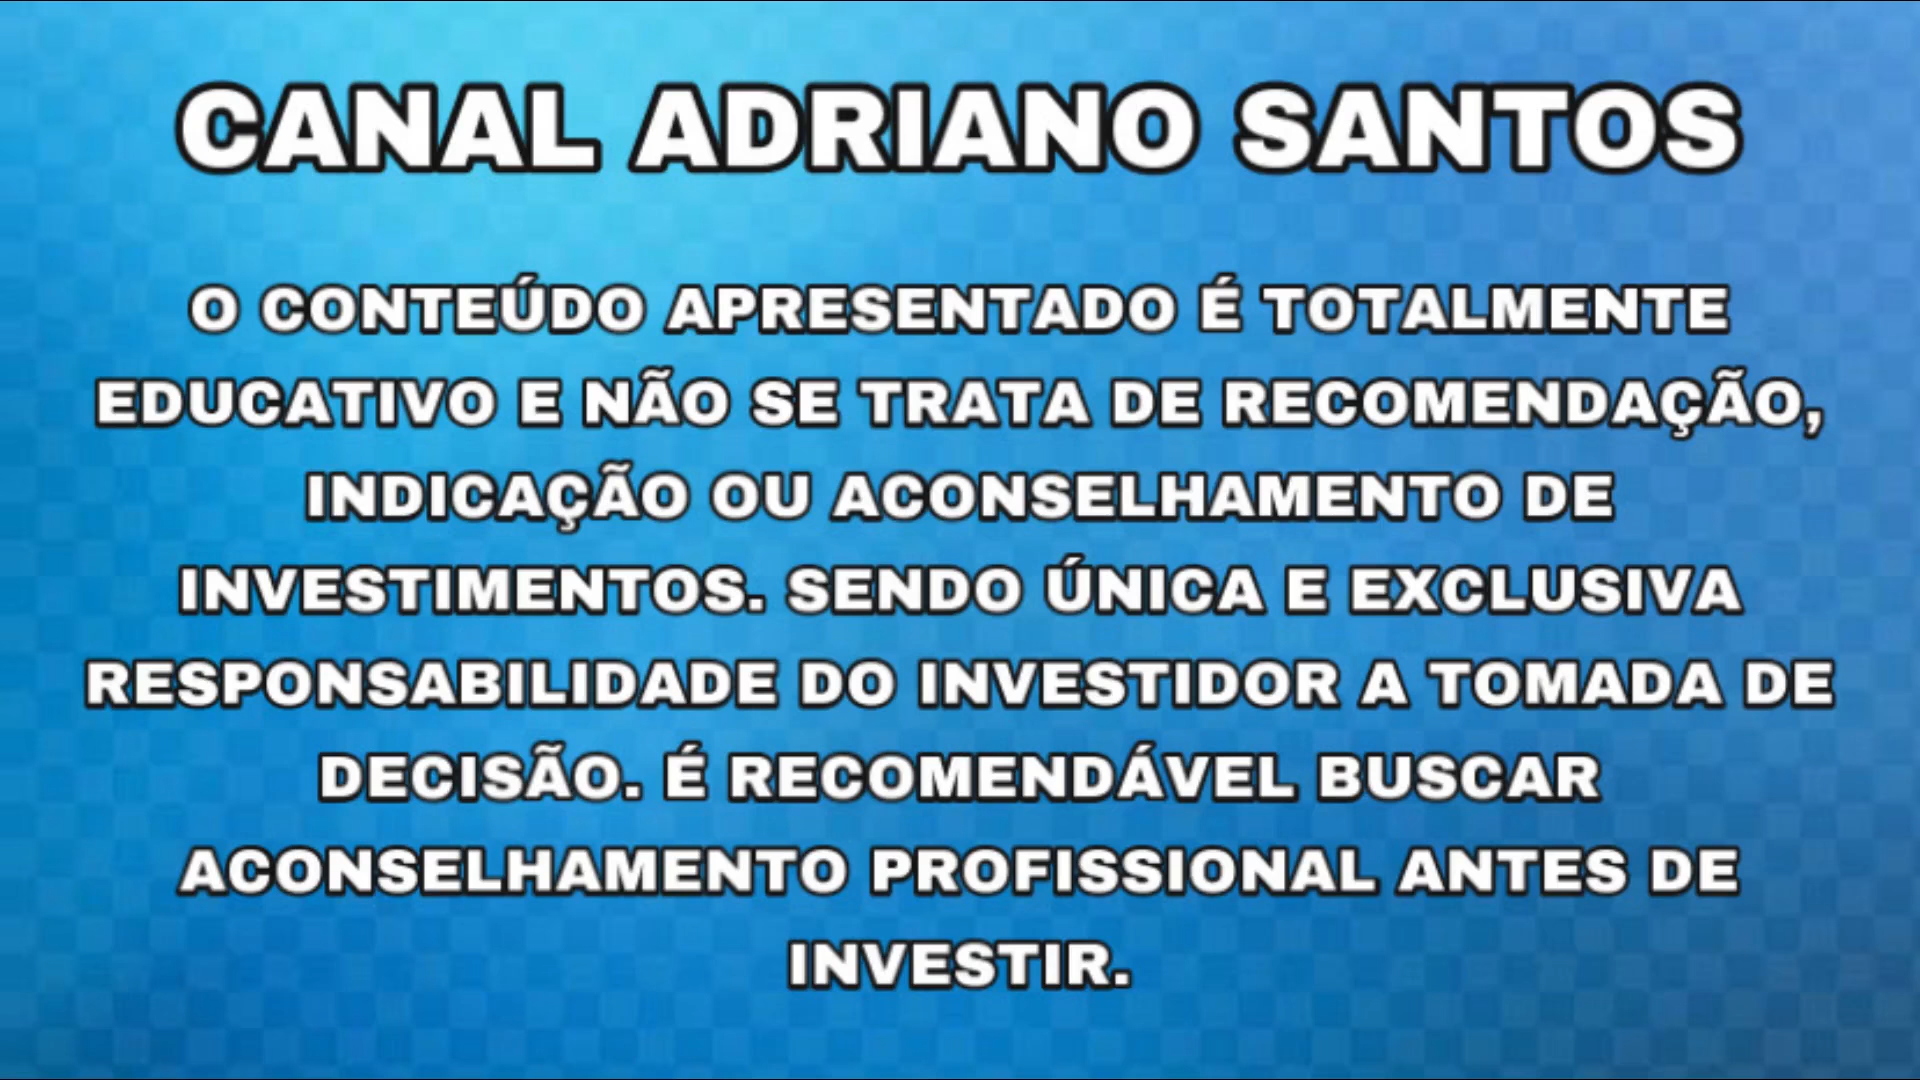 CANAL ADRIANO SANTOS
O CONTEÚDO APRESENTADO É TOTALMENTE
EDUCATIVO E NÃO SE TRATA DE RECOMENDAÇÃO,
INDICAÇÃO OU ACONSELHAMENTO DE
INVESTIMENTOS. SENDO ÚNICA E EXCLUSIVA
RESPONSABILIDADE DO INVESTIDOR A TOMADA DE
DECISÃO. É RECOMENDÁVEL BUSCAR
ACONSELHAMENTO PROFISSIONAL ANTES DE
INVESTIR.